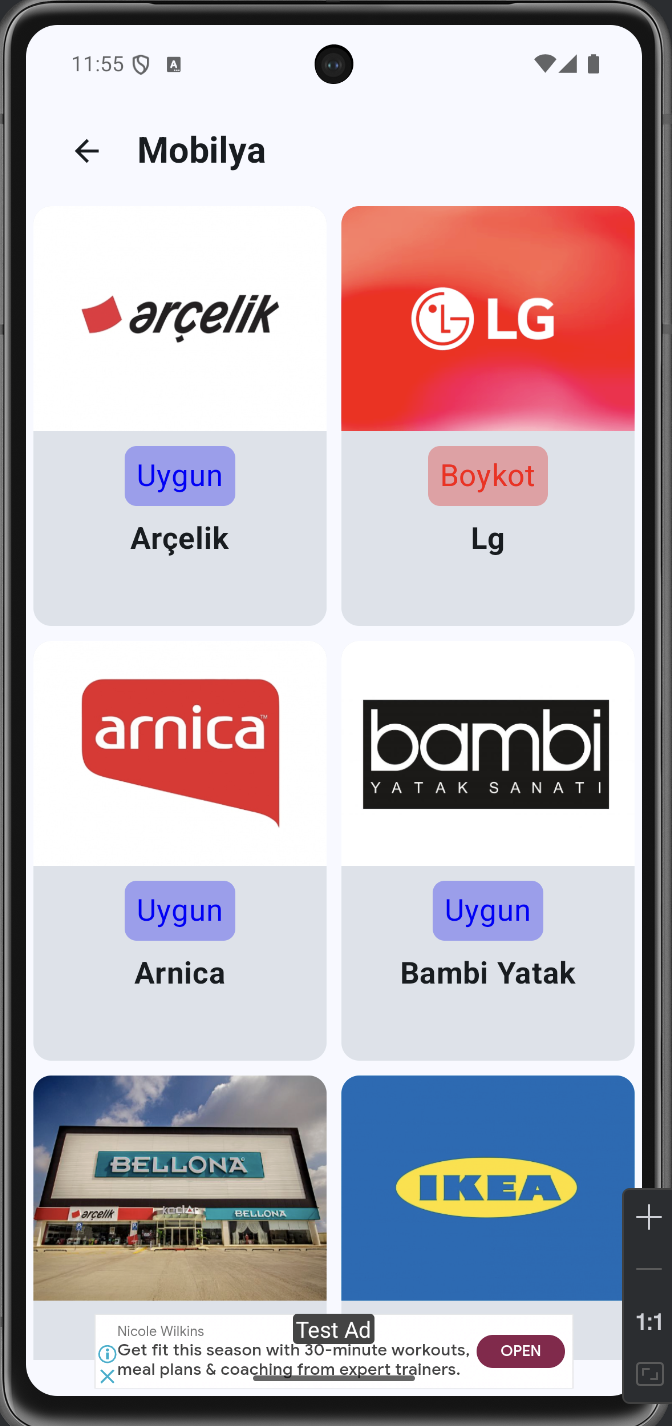 11:55
A
Mobilya
arçelik
LG
Uygun
Boykot
Arçelik
Lg
arnica™
bambi
YATAK SANATI
Uygun
Uygun
Arnica
Bambi Yatak
BELLONA
arçelik
BELLONA
IKEA
Test Ad
Nicole Wilkins
Get fit this season with 30-minute workouts,
meal plans & coaching from expert trainers.
OPEN
1:1